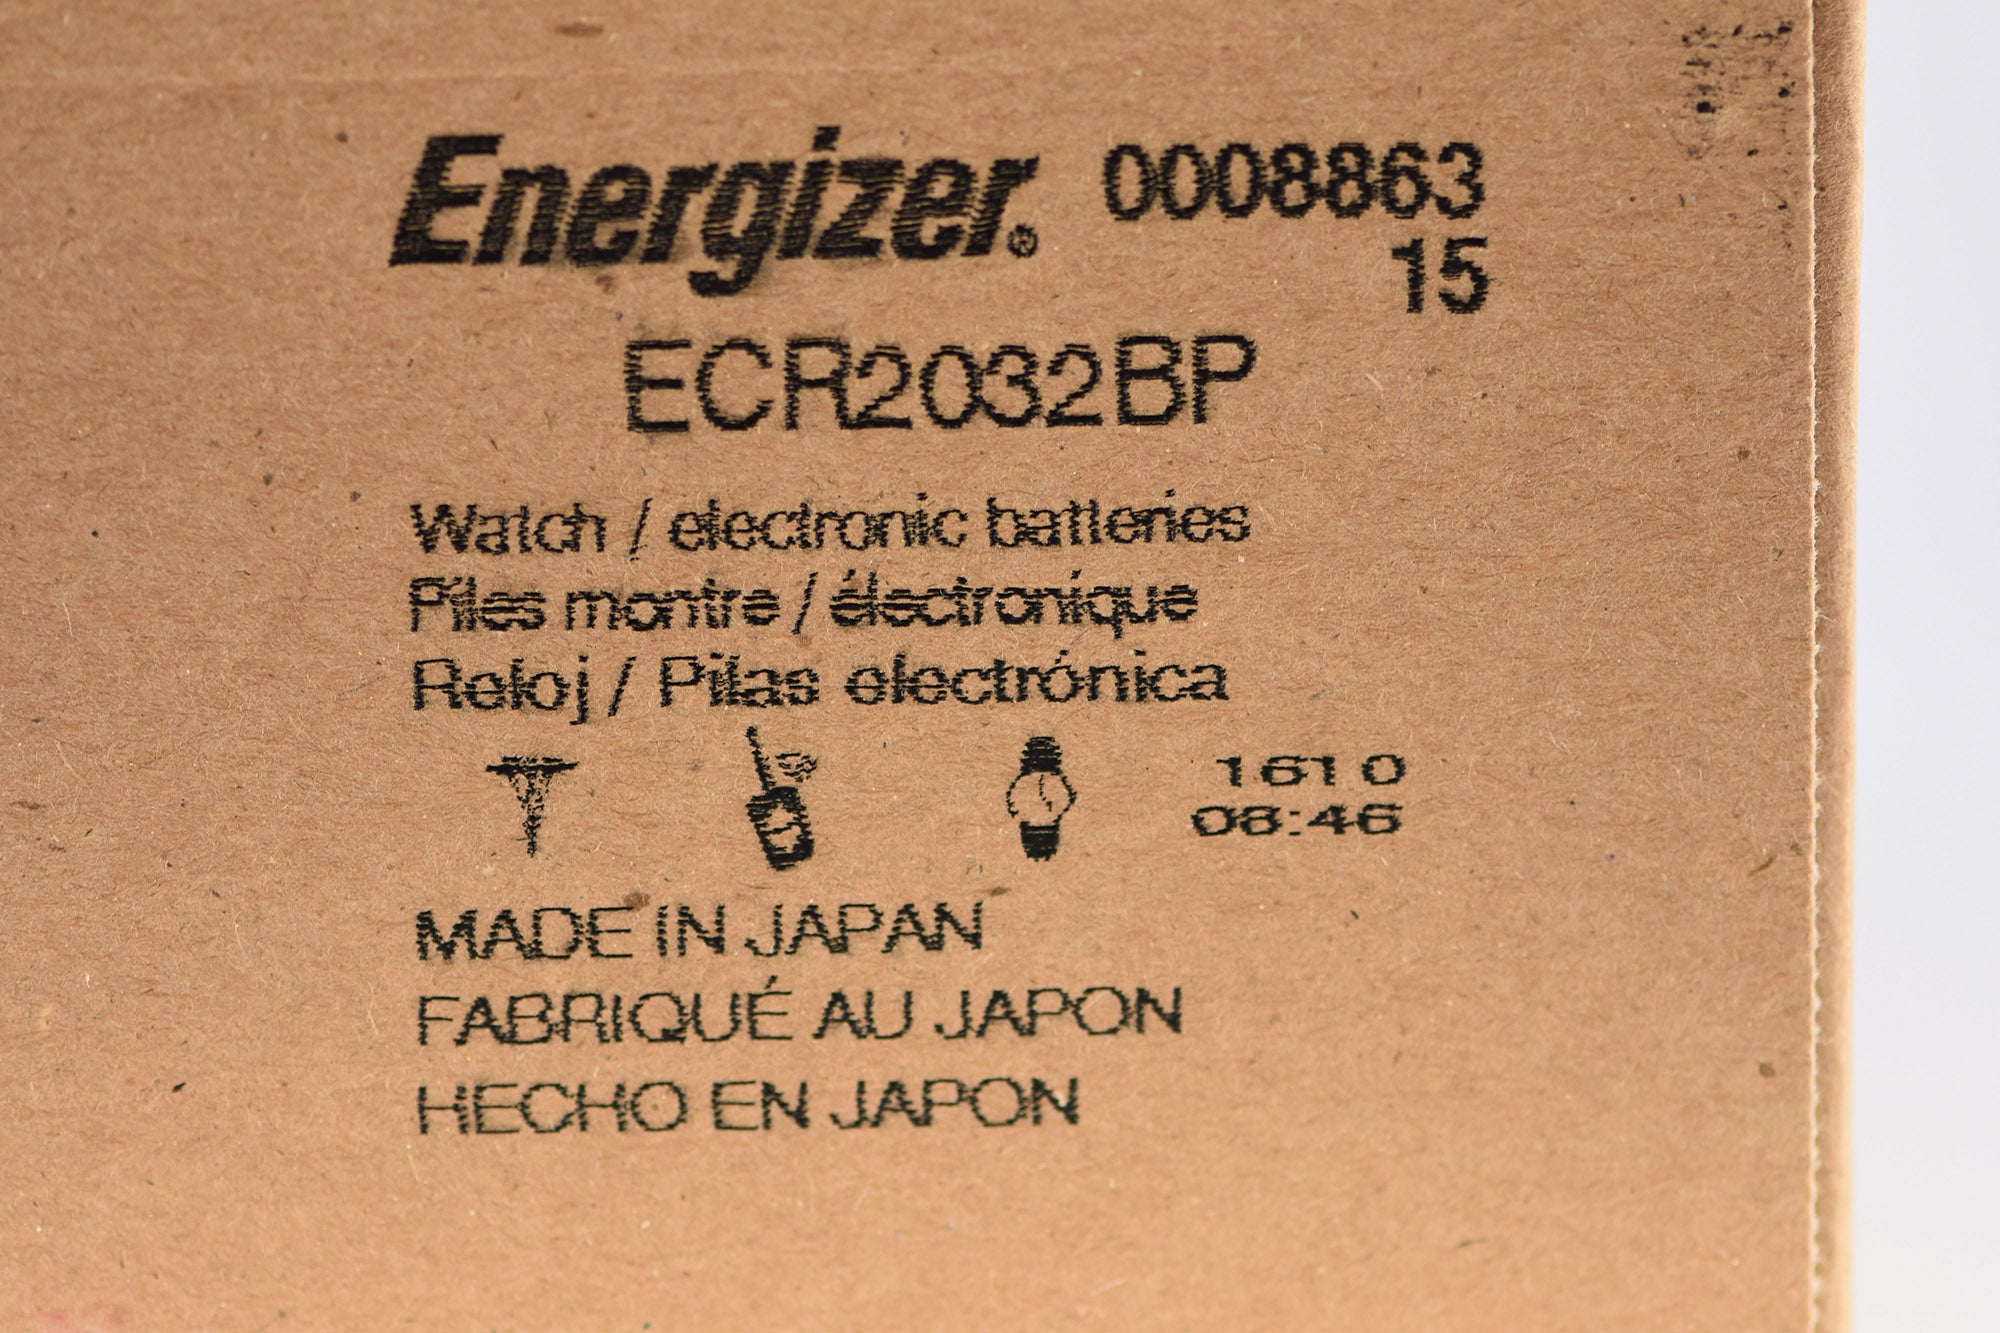 Energizer® 0008863
15
ECR2032BP
Watch / electronic batteries
Piles montre / électronique
Reloj / Pilas electrónica
1610
08:46
MADE IN JAPAN
FABRIQUÉ AU JAPON
HECHO EN JAPON